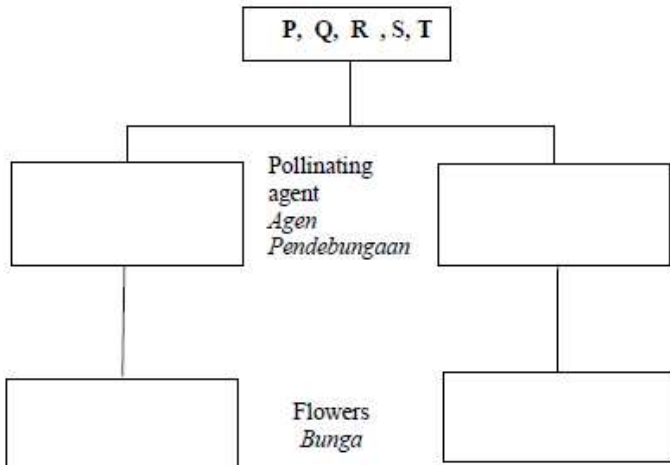 P, Q, R , S, T
Pollinating
agent
Agen
Pendebungaan
Flowers
Bunga